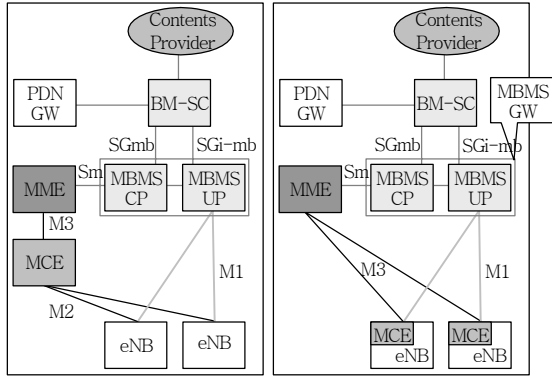 Contents
Provider
PDN
GW
BM-SC
SGmb
SGi-mb
Sm
MME
MBMS
CP
MBMS
UP
M3
MCE
M2
M1
eNB
eNB
Contents
Provider
PDN
GW
BM-SC
MBMS
GW
SGmb
SGi-mb
Sm
MME
MBMS
CP
MBMS
UP
M3
M1
MCE
eNB
MCE
eNB